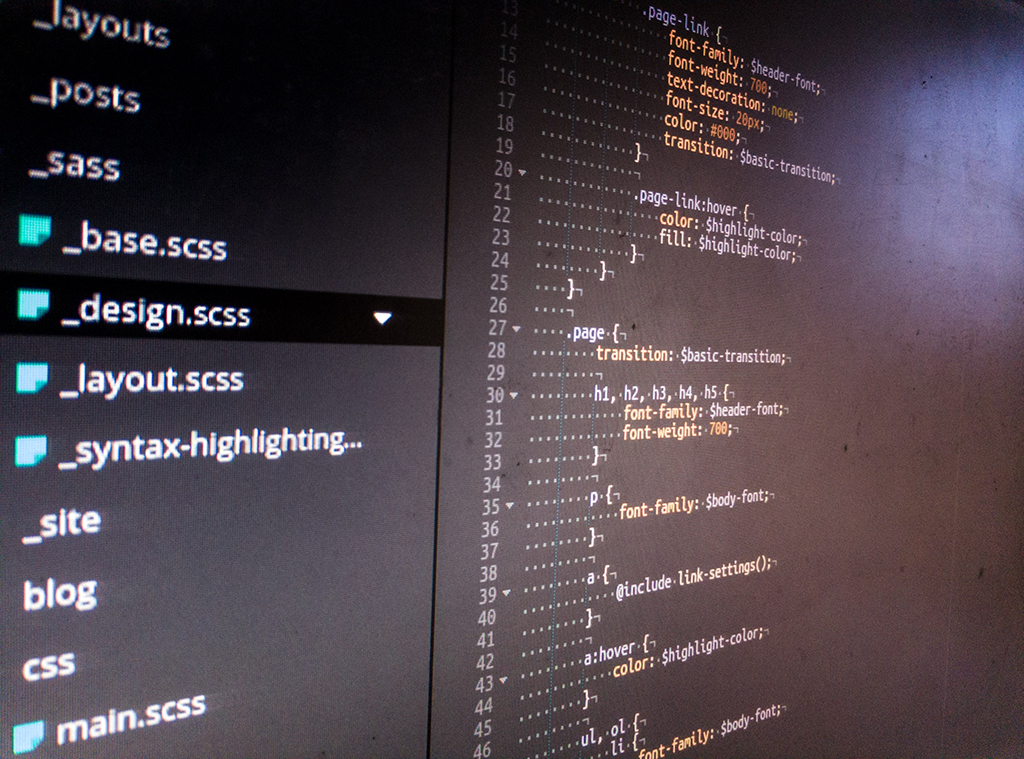 _layouts
_posts
_sass
_base.scss
_design.scss
_layout.scss
_syntax-highlighting...
_site
blog
css
main.scss
13
14
15
16
17
18
19
20
21
22
23
24
25
26
27
28
29
30
31
32
33
34
35
36
37
38
39
40
41
42
43
44
45
46
.page-link {
font-family: $header-font;
font-weight: 700;
text-decoration: none;
font-size: 20px;
color: #000;
transition: $basic-transition;
}
.page-link:hover {
color: $highlight-color;
fill: $highlight-color;
}
}
}
.page {
transition: $basic-transition;
h1, h2, h3, h4, h5 {
font-family: $header-font;
font-weight: 700;
}
p {
font-family: $body-font;
}
a {
@include link-settings();
}
a:hover {
color: $highlight-color;
}
ul, ol {
li {
font-family: $body-font;